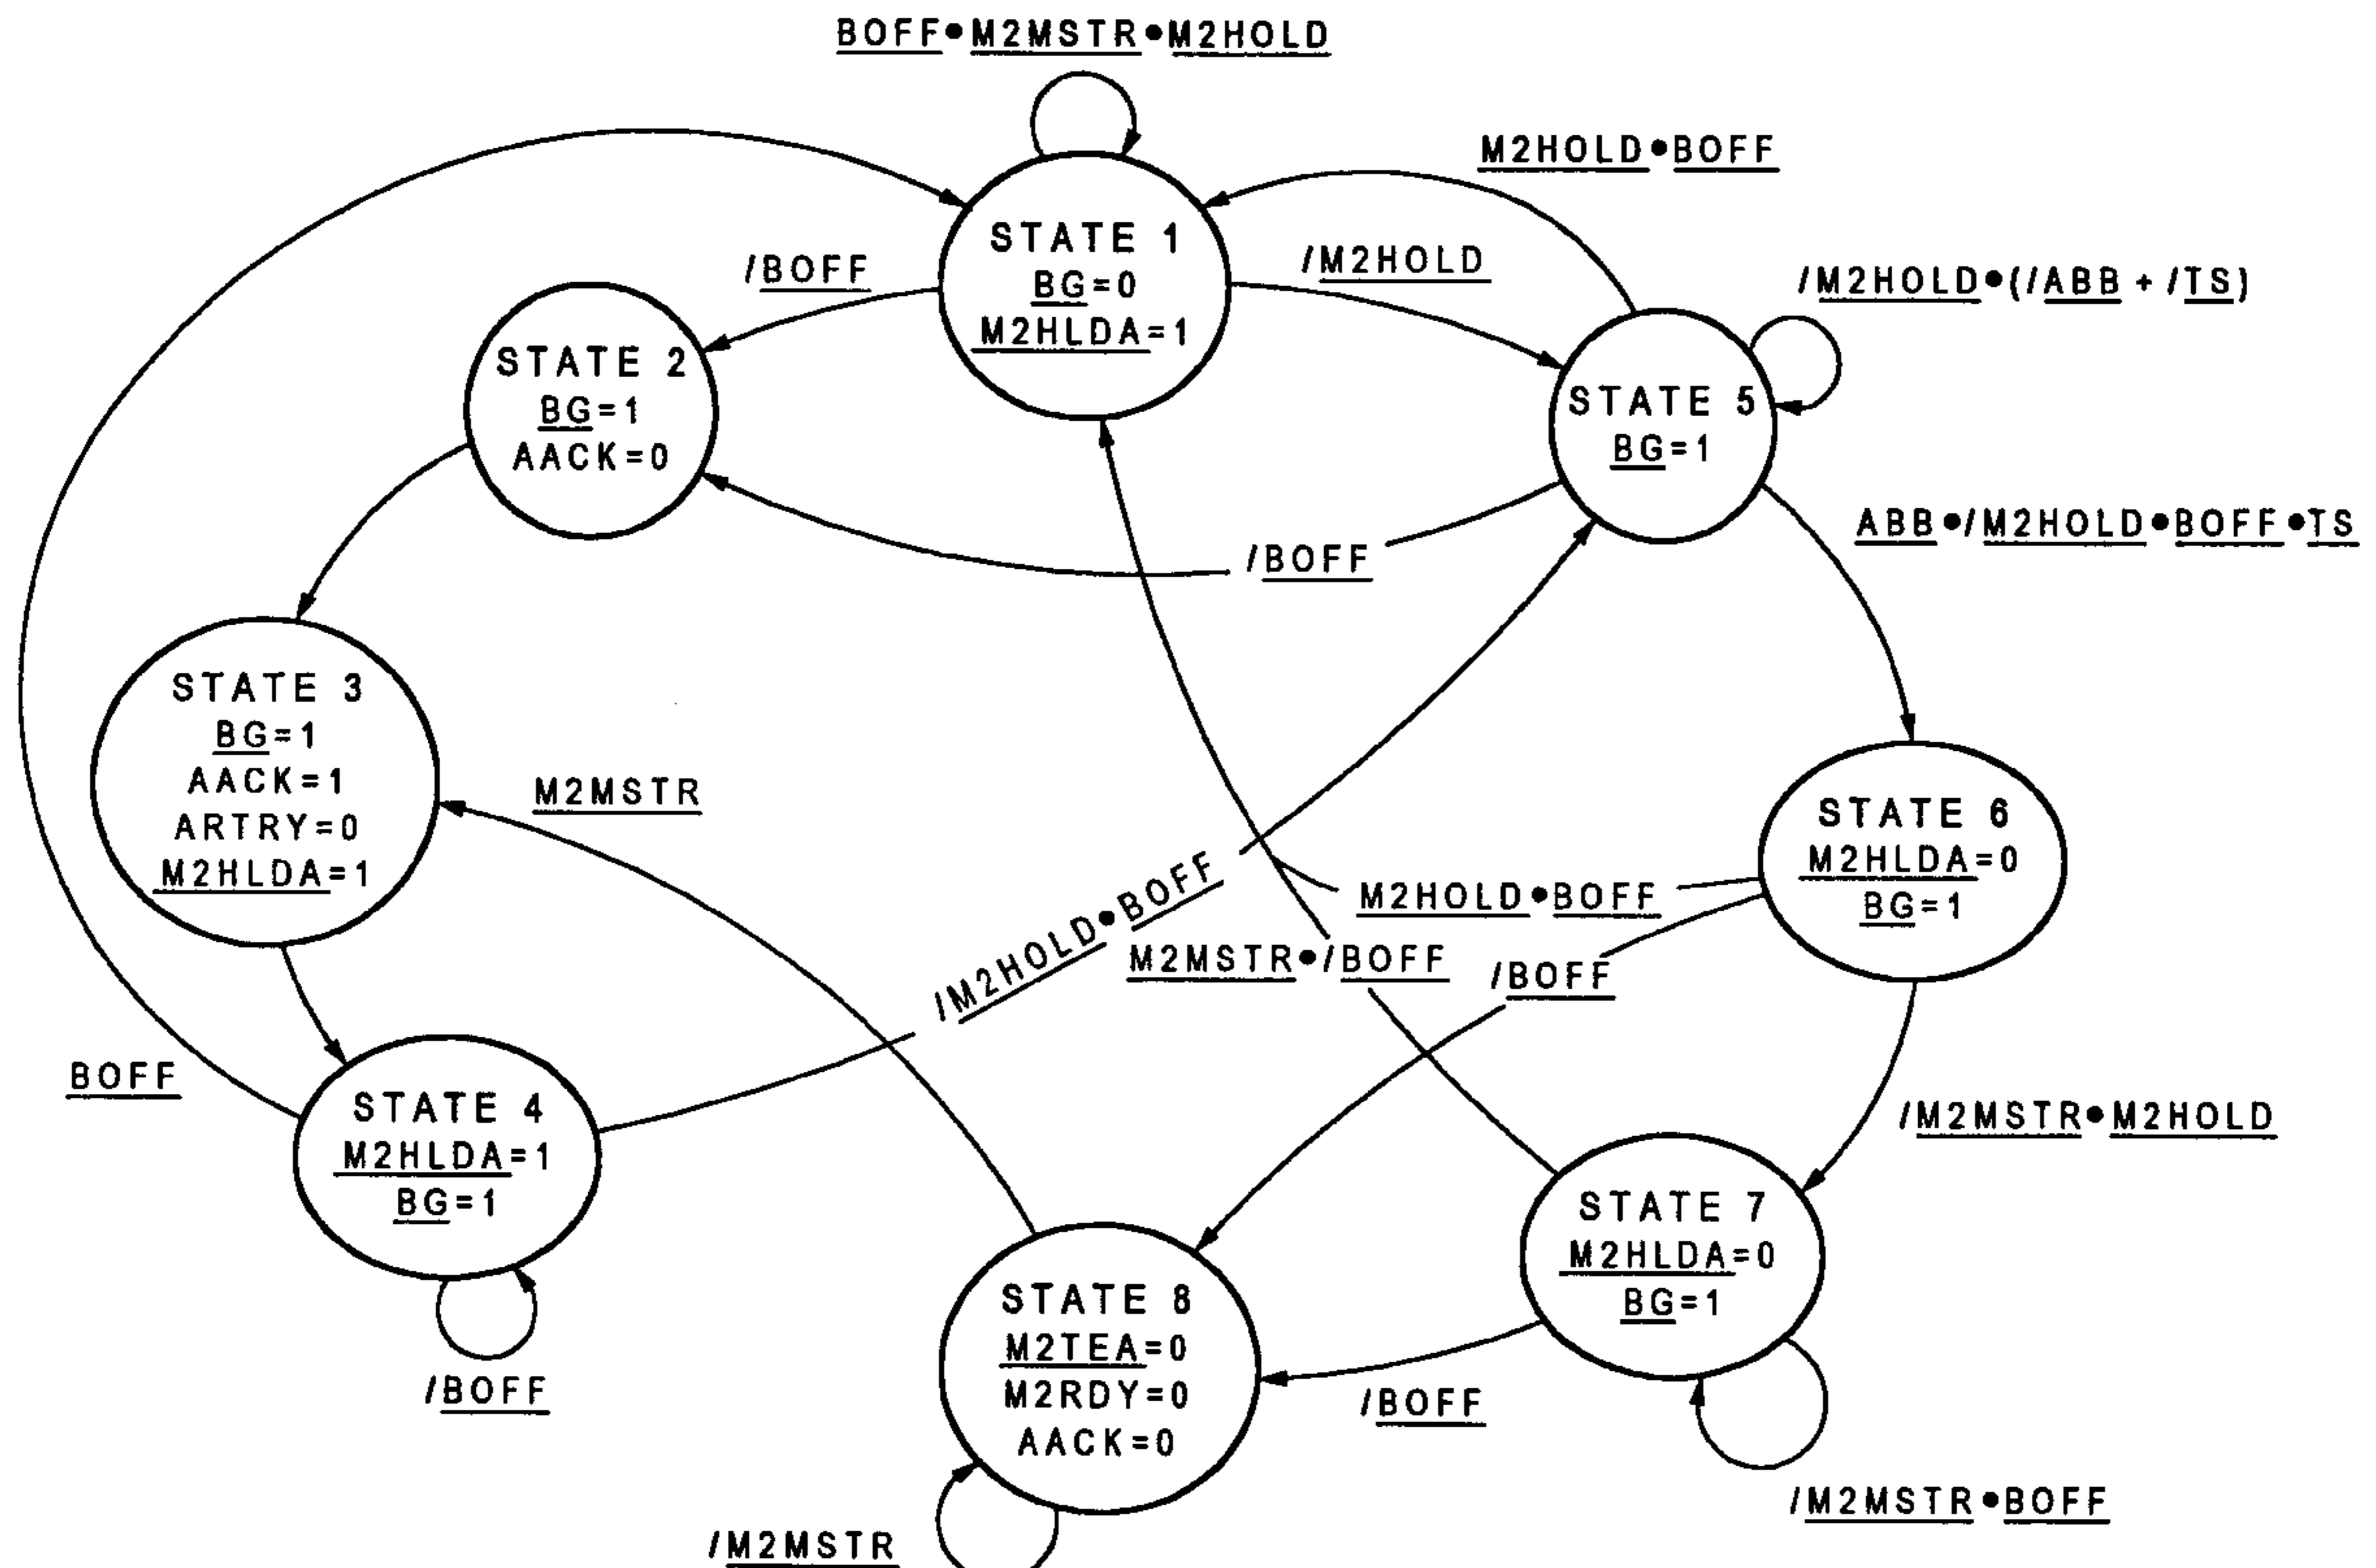 BOFF●M2MSTR●M2HOLD
M2HOLD●BOFF
STATE 1
BG=0
M2HLDA=1
/BOFF
/M2HOLD
/M2HOLD●(/ABB + /TS)
STATE 2
BG=1
AACK=0
STATE 5
BG=1
ABB●/M2HOLD●BOFF●TS
/BOFF
STATE 3
BG=1
AACK=1
ARTRY=0
M2HLDA=1
M2MSTR
STATE 6
M2HLDA=0
BG=1
/M2HOLD●BOFF
M2HOLD●BOFF
M2MSTR●/BOFF
/BOFF
BOFF
STATE 4
M2HLDA=1
BG=1
/M2MSTR●M2HOLD
STATE 7
M2HLDA=0
BG=1
STATE 8
M2TEA=0
M2RDY=0
AACK=0
/BOFF
/BOFF
/M2MSTR●BOFF
/M2MSTR